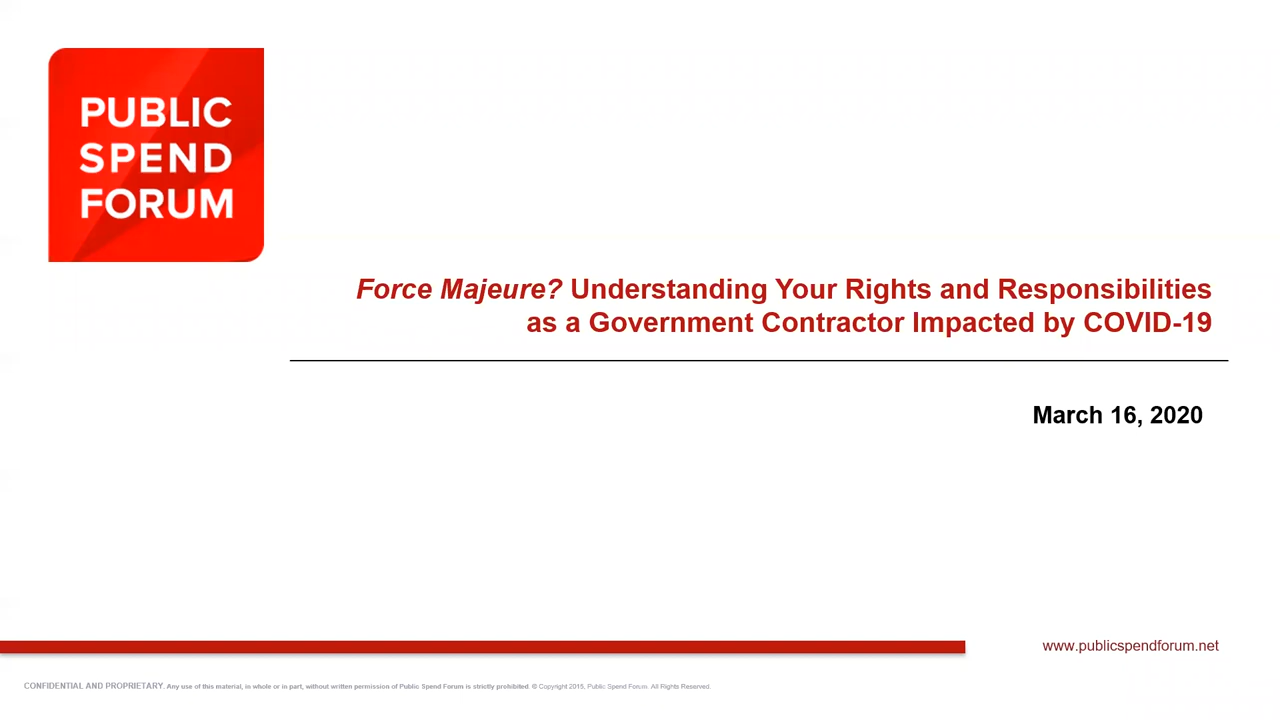 PUBLIC
SPEND
FORUM
Force Majeure? Understanding Your Rights and Responsibilities
as a Government Contractor Impacted by COVID-19
March 16, 2020
www.publicspendforum.net
CONFIDENTIAL AND PROPRIETARY. Any use of this material, in whole or in part, without written permission of Public Spend Forum is strictly prohibited. © Copyright 2015, Public Spend Forum. All Rights Reserved.